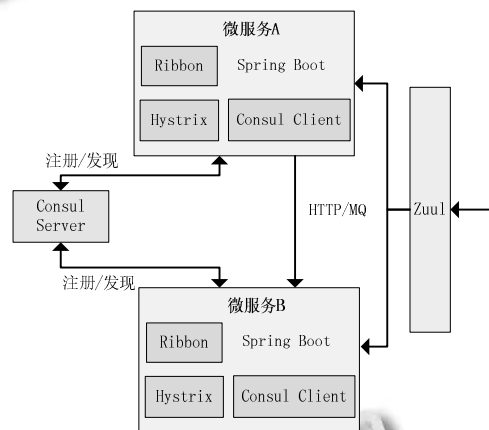 微服务A
Ribbon
Spring Boot
Hystrix
Consul Client
注册/发现
Consul
Server
HTTP/MQ
Zuul
注册/发现
微服务B
Ribbon
Spring Boot
Hystrix
Consul Client